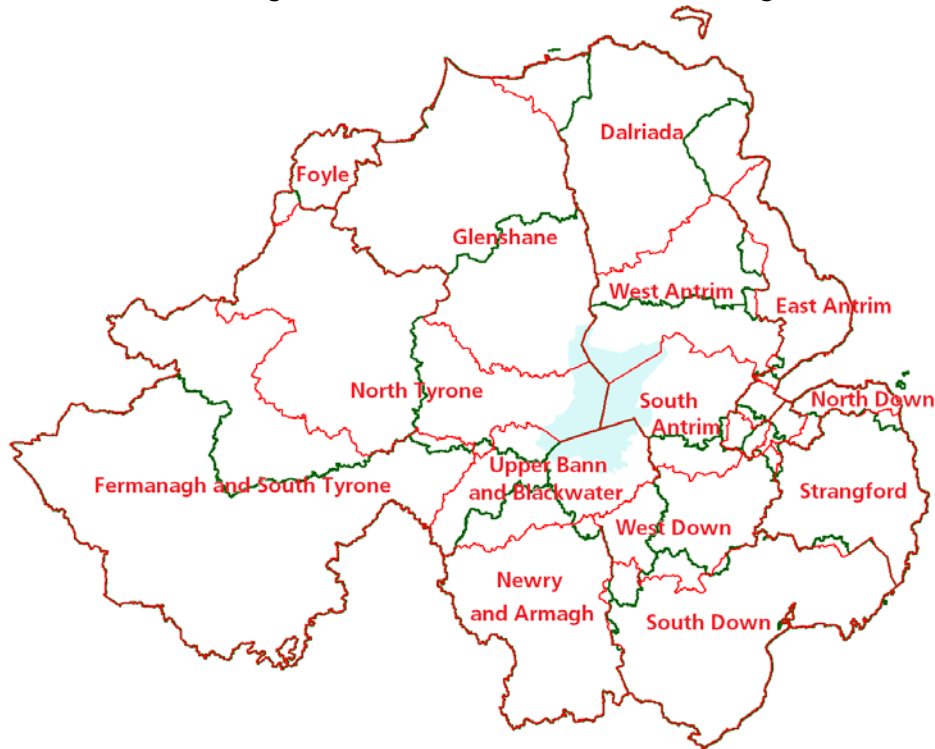 Dalriada
Foyle
Glenshane
West Antrim
East Antrim
North Tyrone
South
Antrim
North Down
Upper Bann
and Blackwater
Fermanagh and South Tyrone
Strangford
West Down
Newry
and Armagh
South Down